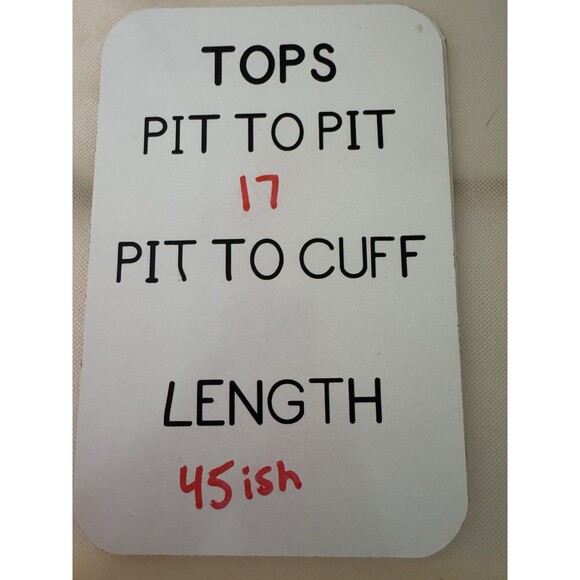 TOPS
PIT TO PIT
17
PIT TO CUFF
LENGTH
45ish